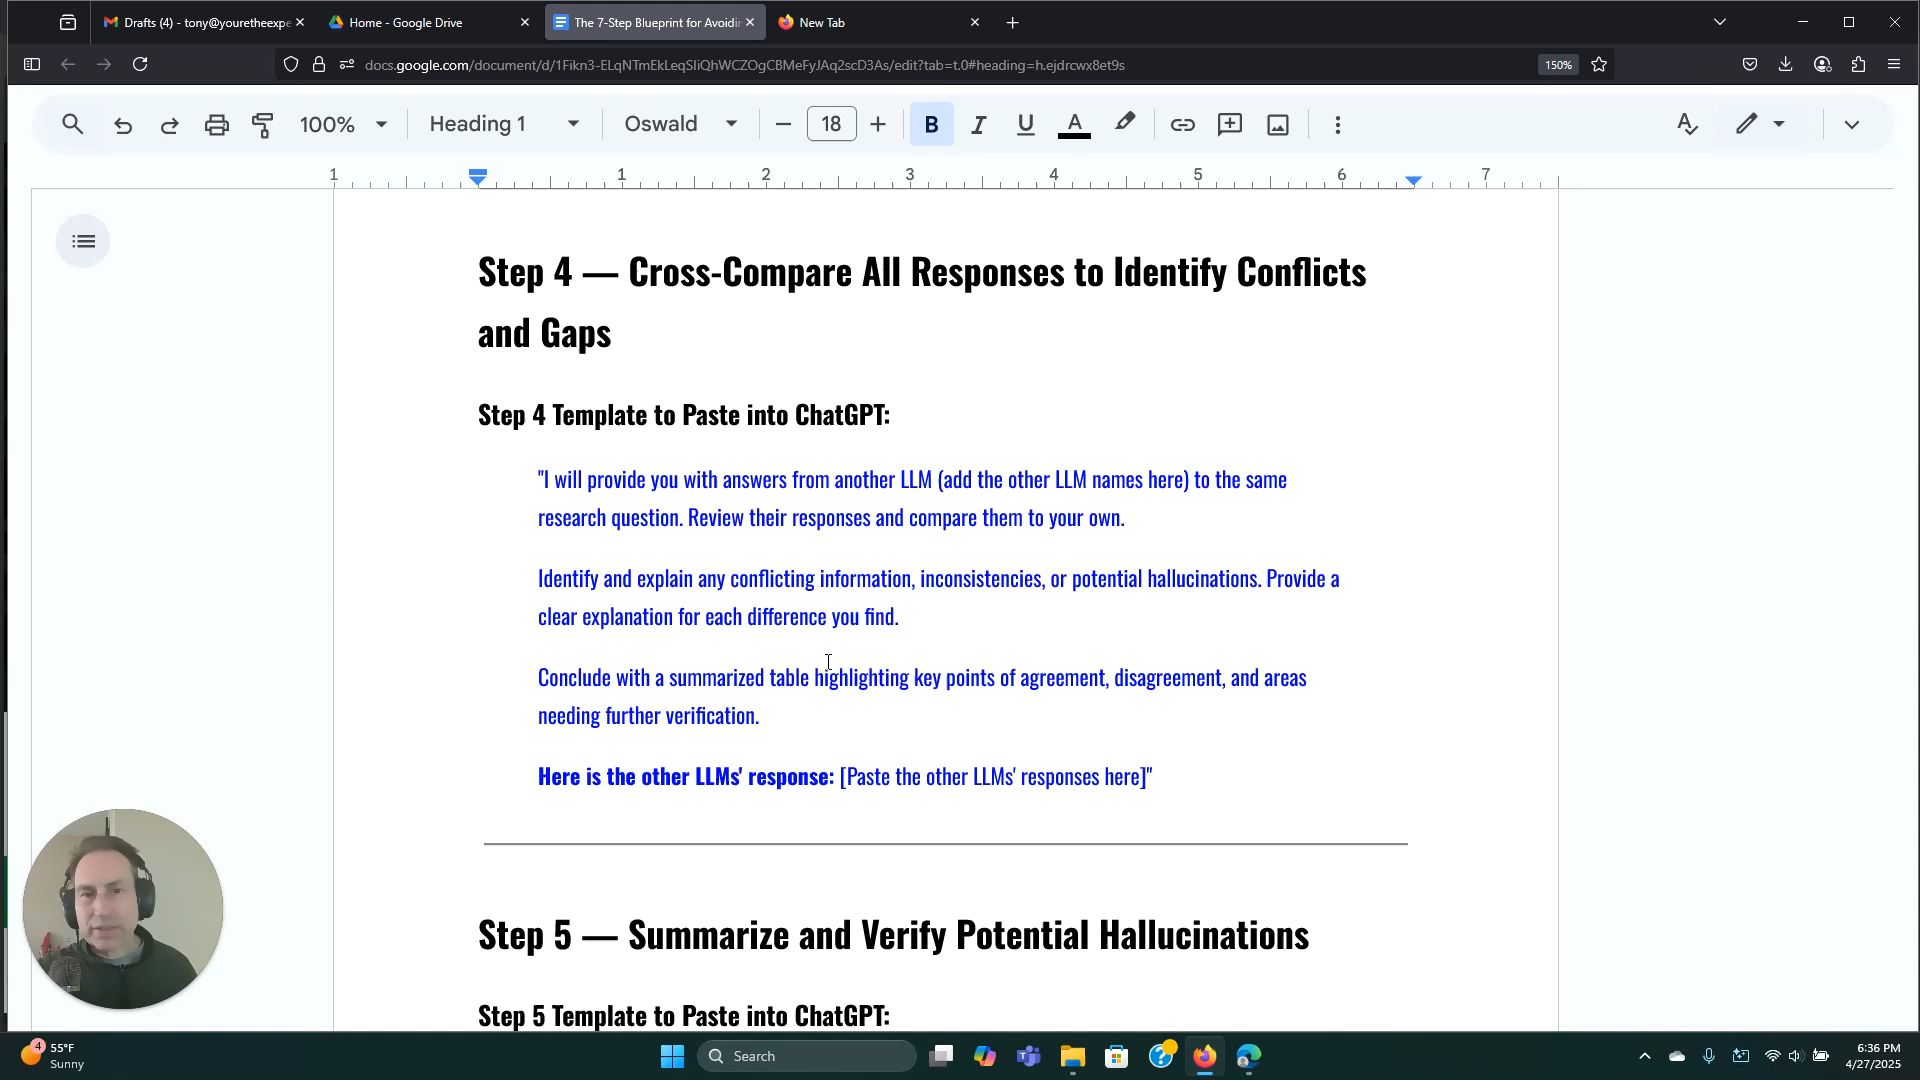 Drafts (4) - tony@youretheexpe
Home - Google Drive
The 7-Step Blueprint for Avoidin
New Tab
docs.google.com/document/d/1Fikn3-ELqNTmEkLeqSIiQhWCZOgCBMeFyJAq2scD3As/edit?tab=t.0#heading=h.ejdrcwx8et9s
150%
100%
Heading 1
Oswald
18
B
I
U
A
1 1 2 3 4 5 6 7
Step 4 — Cross-Compare All Responses to Identify Conflicts
and Gaps
Step 4 Template to Paste into ChatGPT:
"I will provide you with answers from another LLM (add the other LLM names here) to the same
research question. Review their responses and compare them to your own.
Identify and explain any conflicting information, inconsistencies, or potential hallucinations. Provide a
clear explanation for each difference you find.
Conclude with a summarized table highlighting key points of agreement, disagreement, and areas
needing further verification.
Here is the other LLMs' response: [Paste the other LLMs' responses here]"
Step 5 — Summarize and Verify Potential Hallucinations
Step 5 Template to Paste into ChatGPT:
4
55°F
Sunny
Search
6:36 PM
4/27/2025